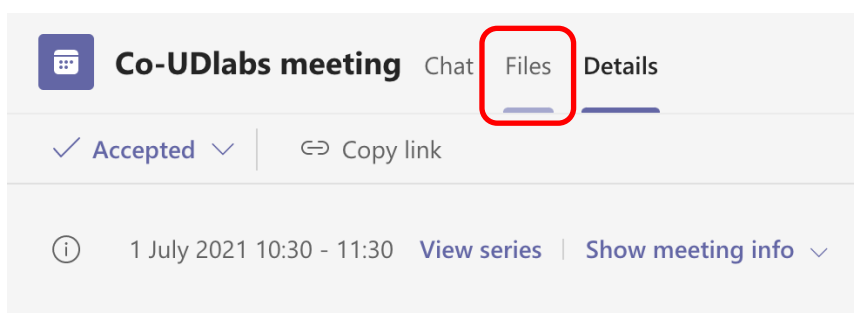 Co-UDlabs meeting Chat Files Details
Accepted Copy link
1 July 2021 10:30 - 11:30 View series Show meeting info